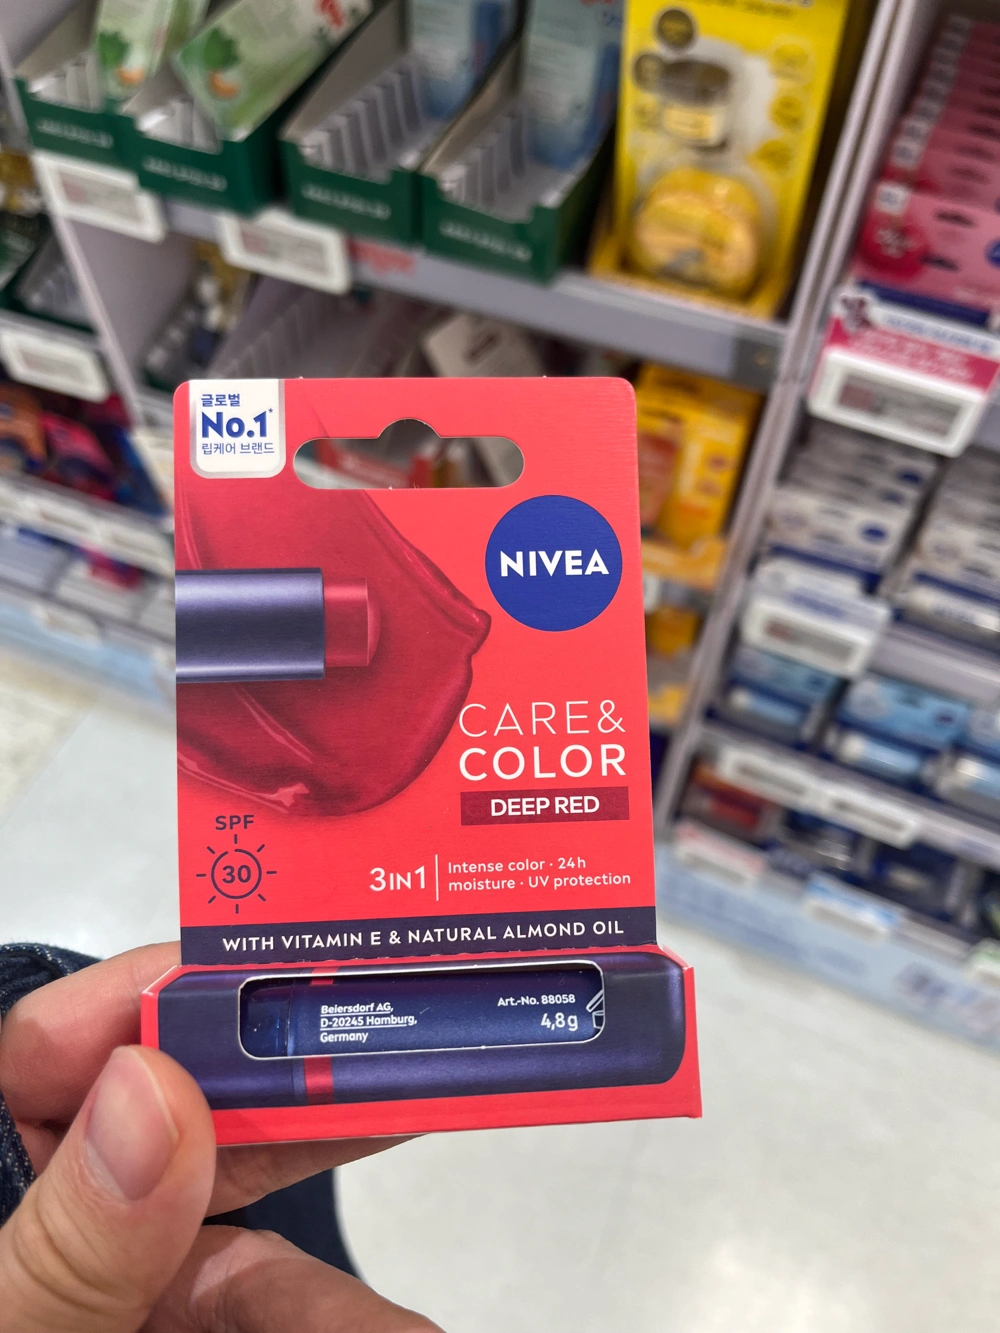 글로벌
No.1*
립케어 브랜드
NIVEA
CARE&
COLOR
DEEP RED
SPF
30
3IN1
Intense color · 24h
moisture · UV protection
WITH VITAMIN E & NATURAL ALMOND OIL
Beiersdorf AG,
D-20245 Hamburg,
Germany
Art.-No. 88058
4,8g